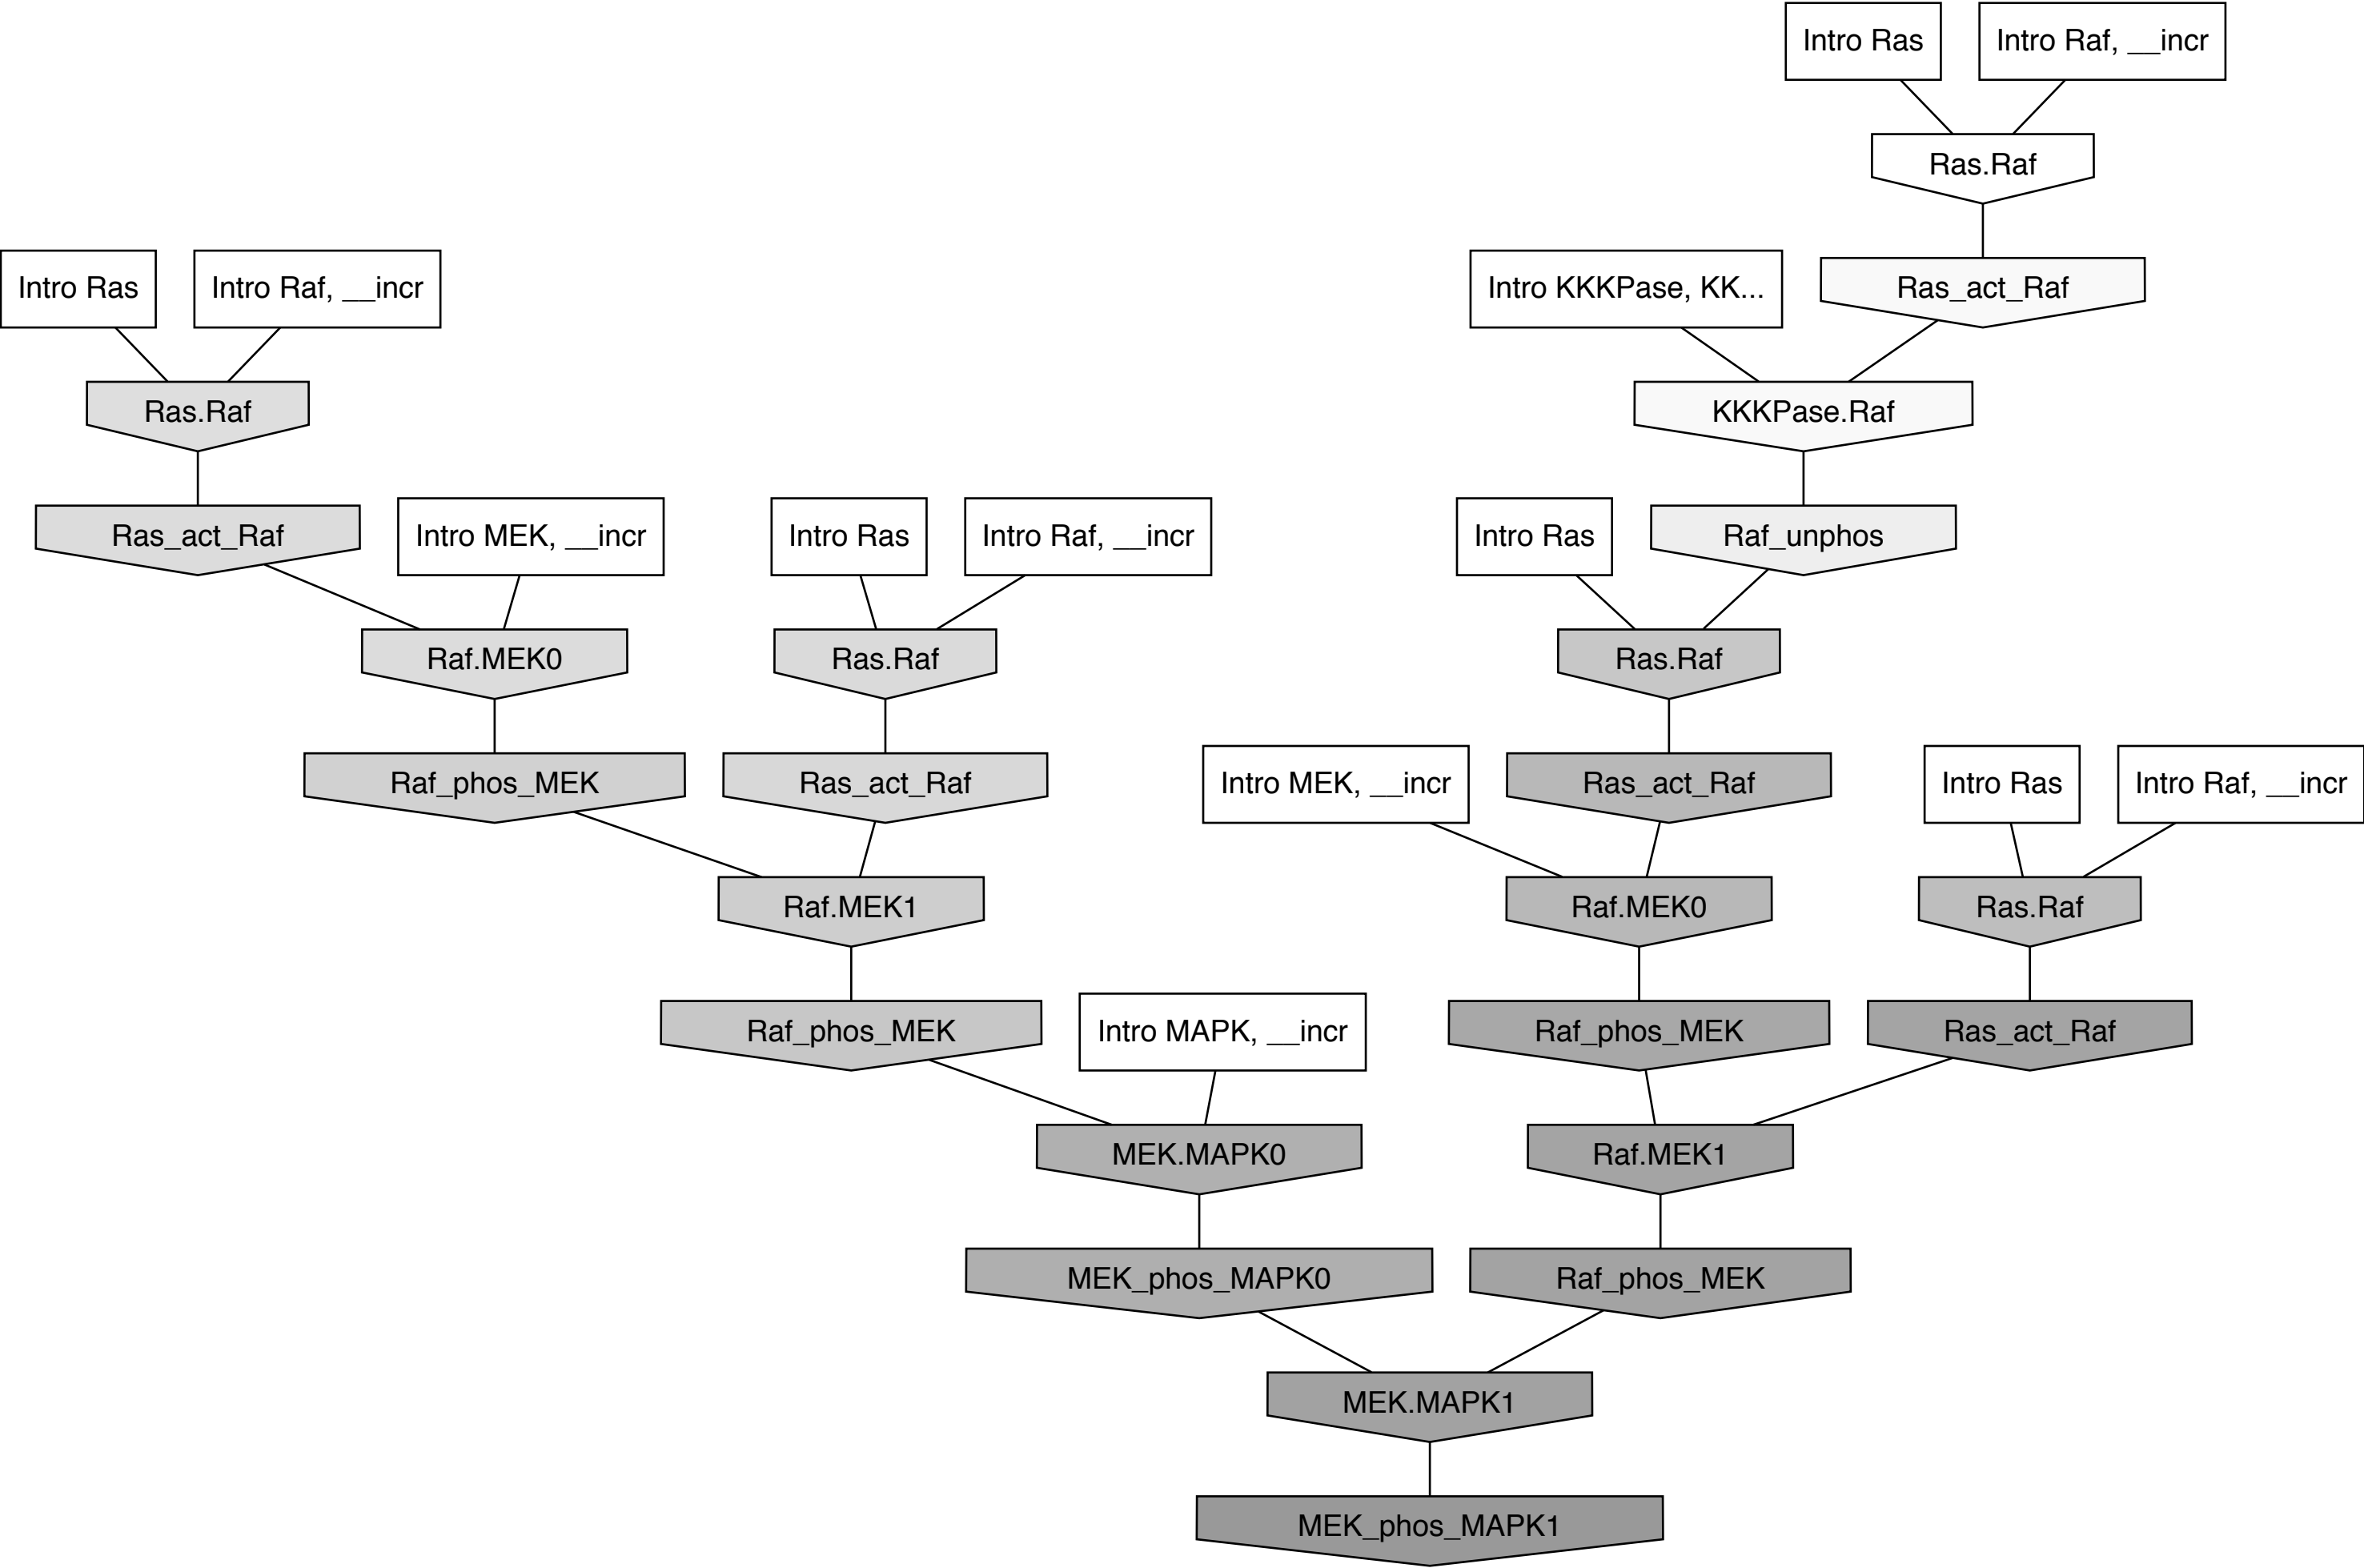 Intro Ras
Intro Raf, __incr
Ras.Raf
Intro Ras
Intro Raf, __incr
Intro KKKPase, KK...
Ras_act_Raf
Ras.Raf
KKKPase.Raf
Ras_act_Raf
Intro MEK, __incr
Intro Ras
Intro Raf, __incr
Intro Ras
Raf_unphos
Raf.MEK0
Ras.Raf
Ras.Raf
Raf_phos_MEK
Ras_act_Raf
Intro MEK, __incr
Ras_act_Raf
Intro Ras
Intro Raf, __incr
Raf.MEK1
Raf.MEK0
Ras.Raf
Raf_phos_MEK
Intro MAPK, __incr
Raf_phos_MEK
Ras_act_Raf
MEK.MAPK0
Raf.MEK1
MEK_phos_MAPK0
Raf_phos_MEK
MEK.MAPK1
MEK_phos_MAPK1